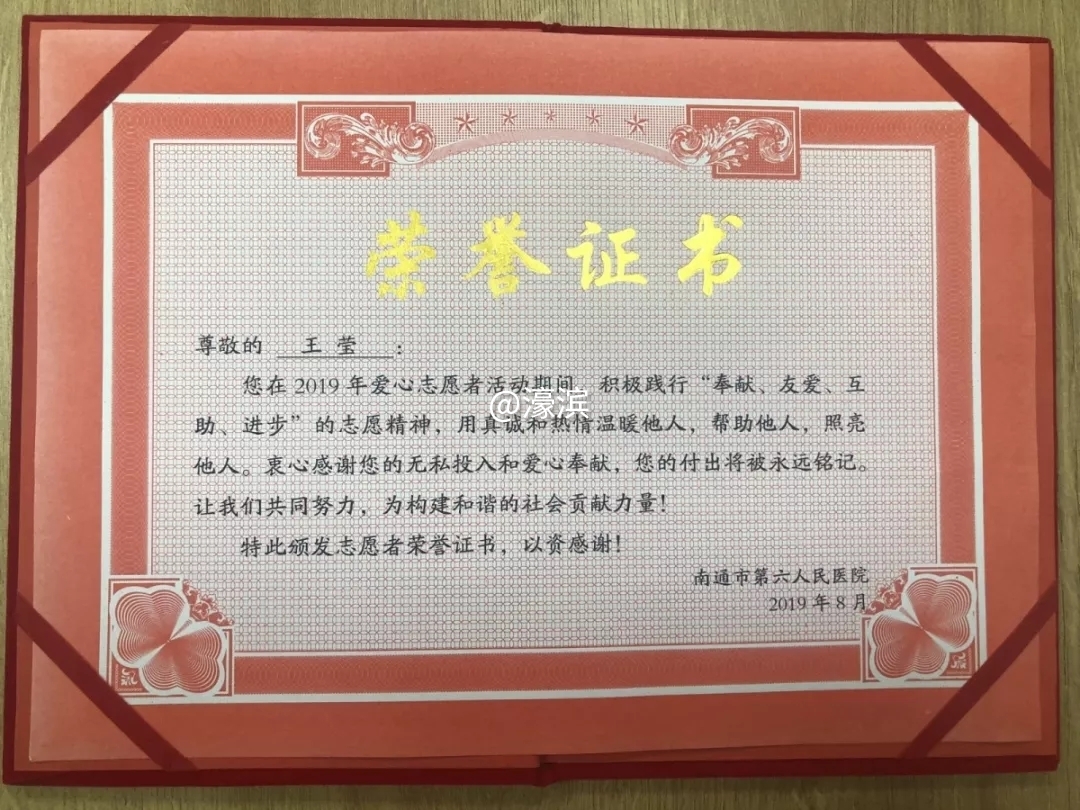 荣誉证书
尊敬的 王莹：
您在2019年爱心志愿者活动期间，积极践行“奉献、友爱、互
助、进步”的志愿精神，用真诚和热情温暖他人，帮助他人，照亮
他人。衷心感谢您的无私投入和爱心奉献，您的付出将被永远铭记。
让我们共同努力，为构建和谐的社会贡献力量！
特此颁发志愿者荣誉证书，以资感谢！
南通市第六人民医院
2019年8月
@濠滨